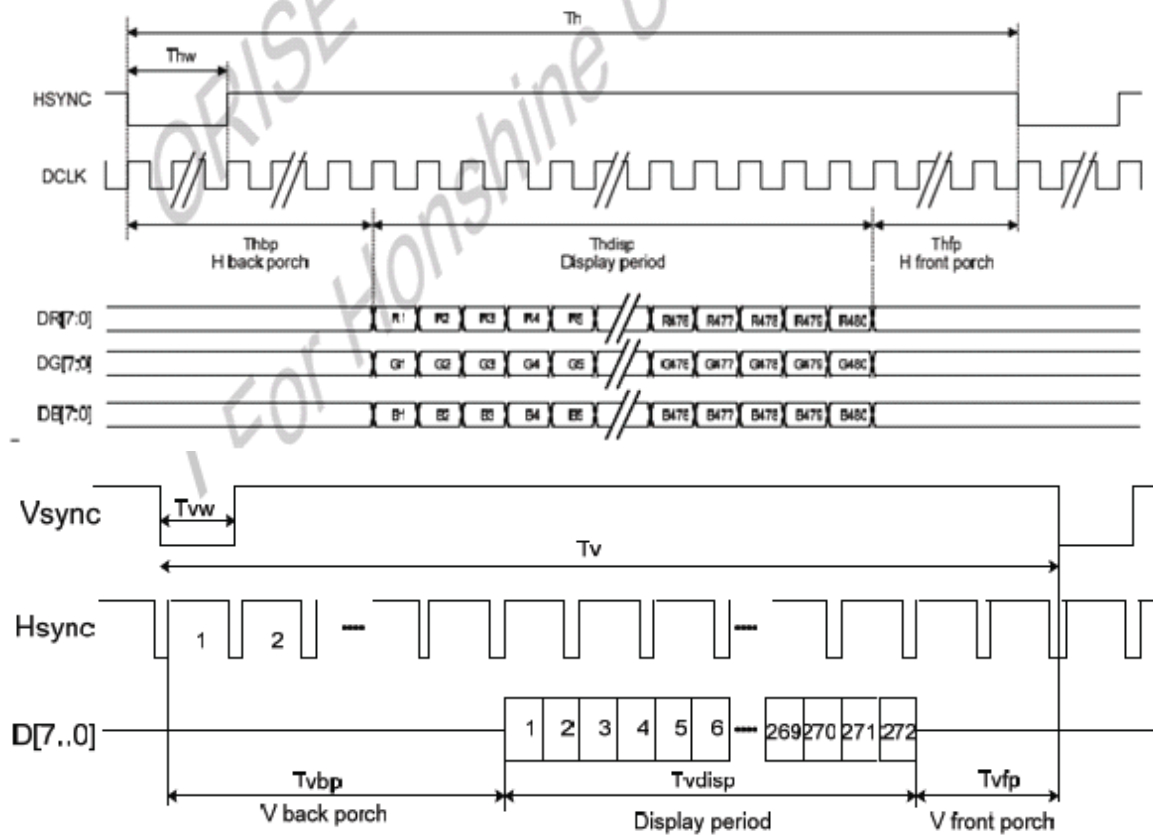 Th
Thw
HSYNC
DCLK
Thbp
H back porch
Thdisp
Display period
Thfp
H front porch
DR[7:0] R1 R2 R3 R4 R5 R476 R477 R478 R479 R480
DG[7:0] G1 G2 G3 G4 G5 G476 G477 G478 G479 G480
DB[7:0] B1 B2 B3 B4 B5 B476 B477 B478 B479 B480
ORISE
For Honshine
Vsync
Tvw
Tv
Hsync 1 2 ----
----
D[7..0] 1 2 3 4 5 6 ---- 269 270 271 272
Tvbp
V back porch
Tvdisp
Display period
Tvfp
V front porch